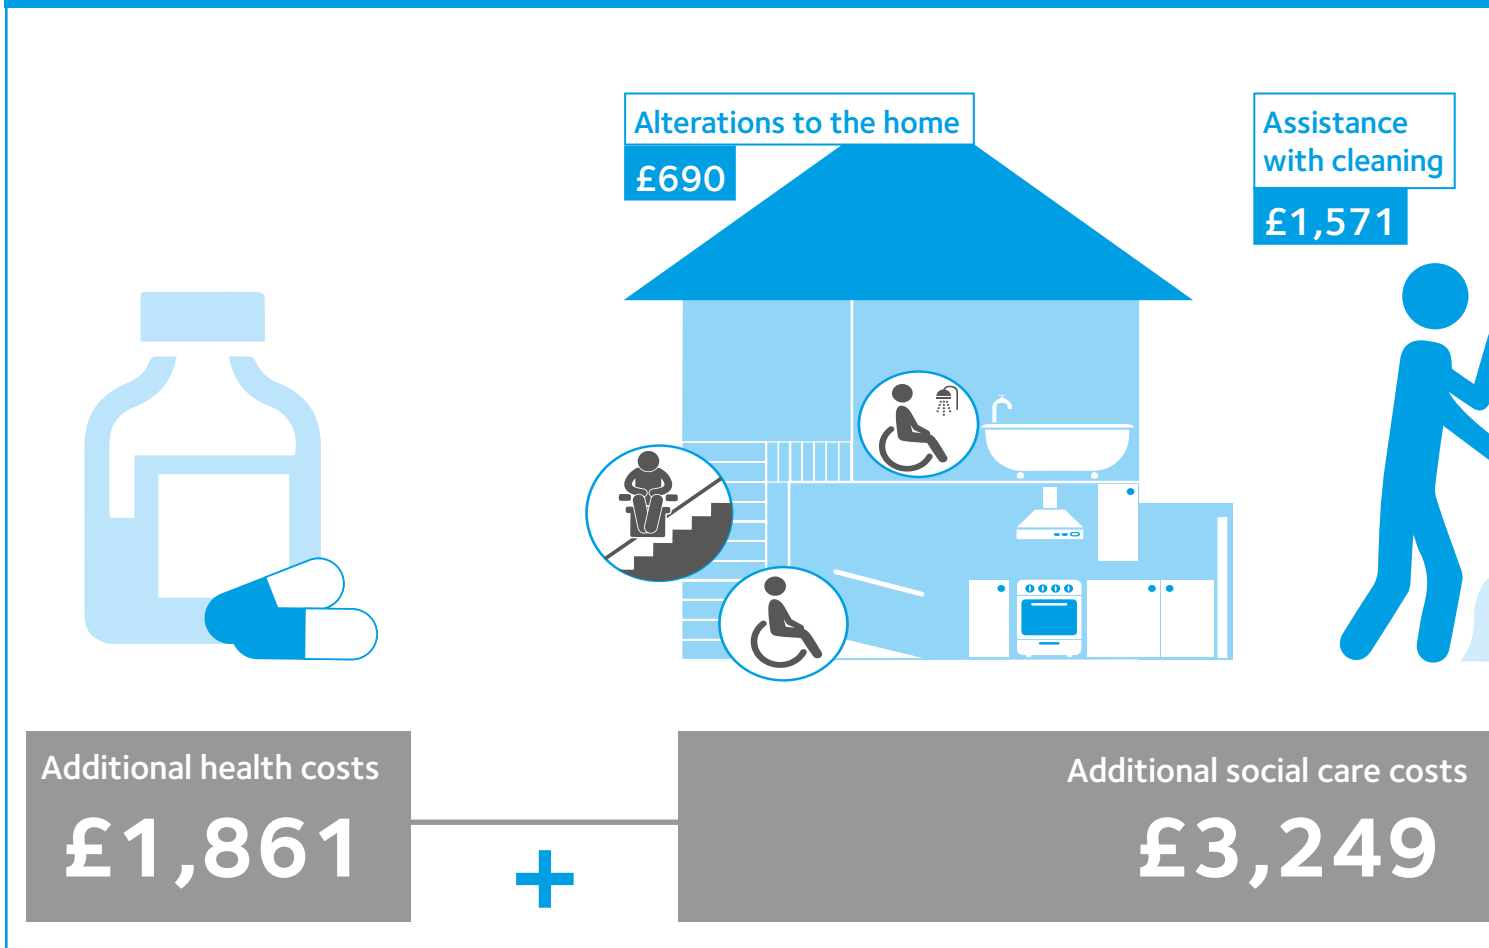 Alterations to the home
£690
Assistance
with cleaning
£1,571
Additional health costs
£1,861
+
Additional social care costs
£3,249